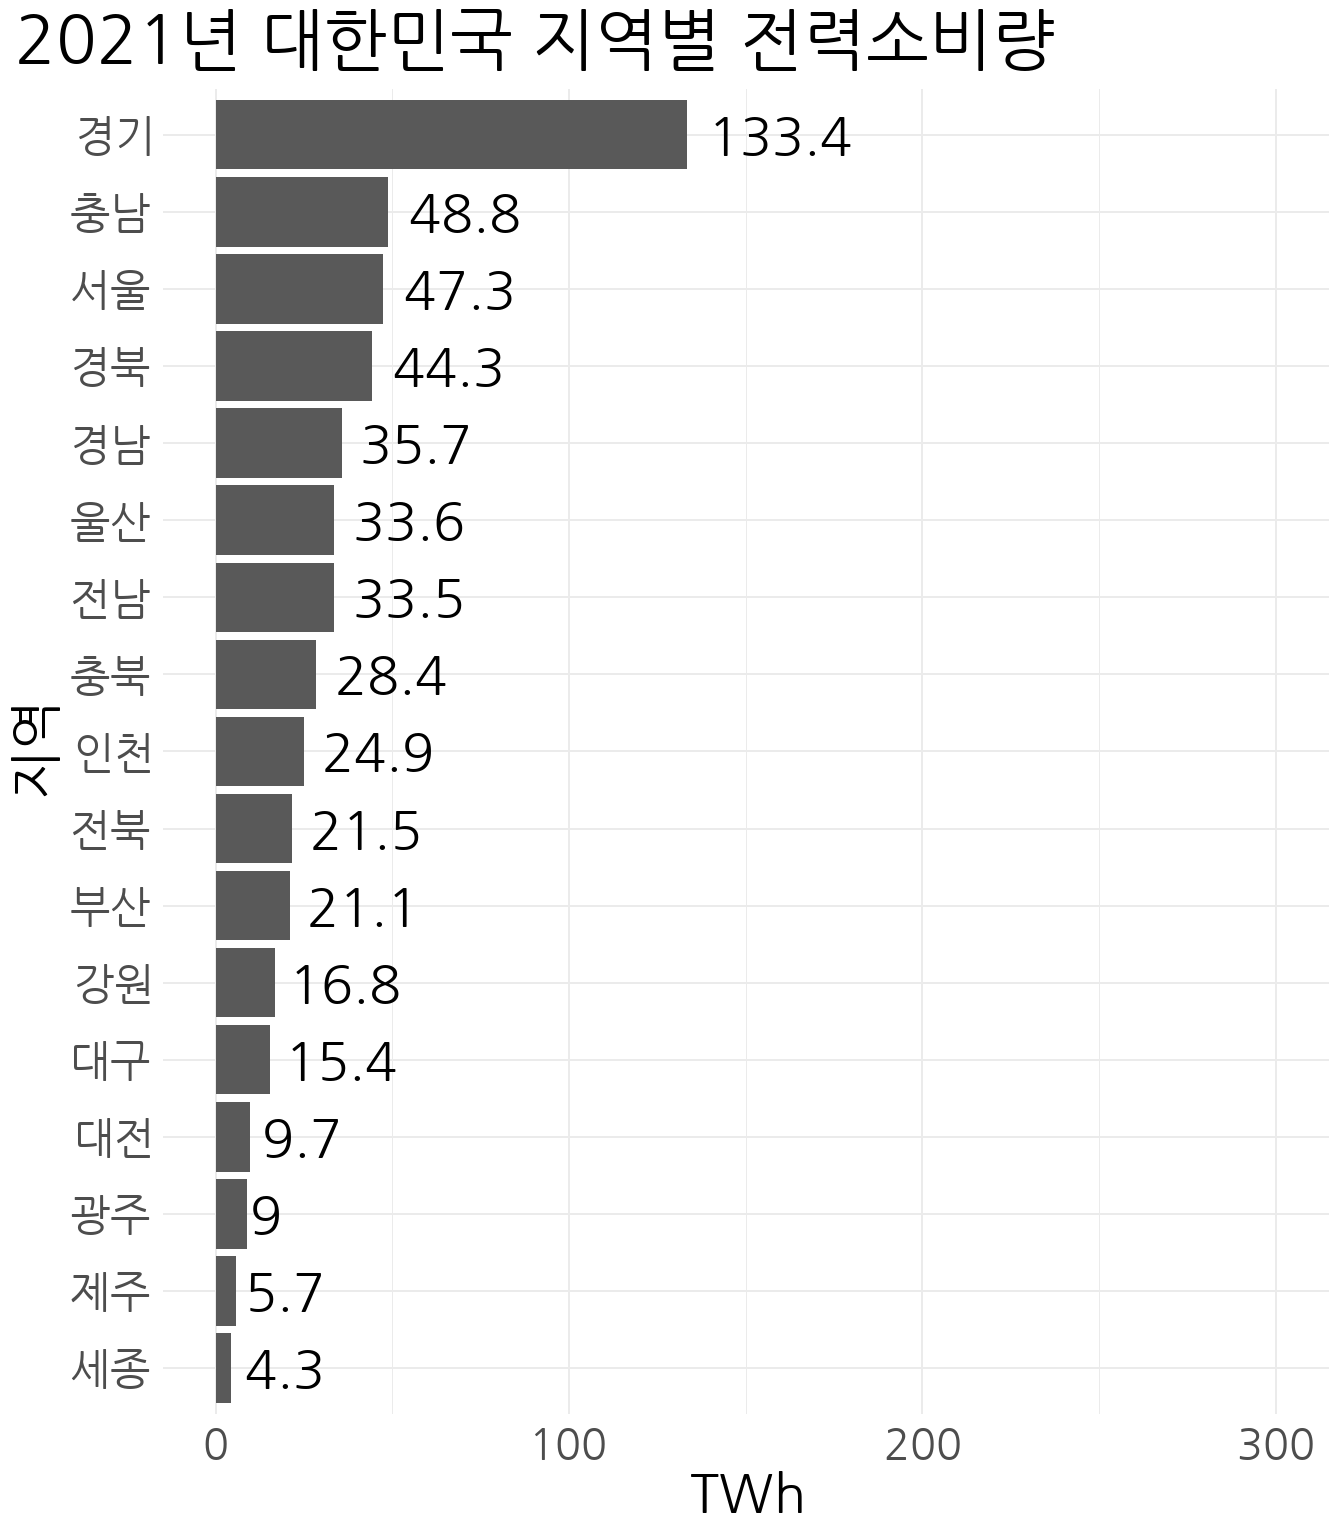 2021년 대한민국 지역별 전력소비량
경기 133.4
충남 48.8
서울 47.3
경북 44.3
경남 35.7
울산 33.6
전남 33.5
충북 28.4
지역
인천 24.9
전북 21.5
부산 21.1
강원 16.8
대구 15.4
대전 9.7
광주 9
제주 5.7
세종 4.3
0 100 200 300
TWh